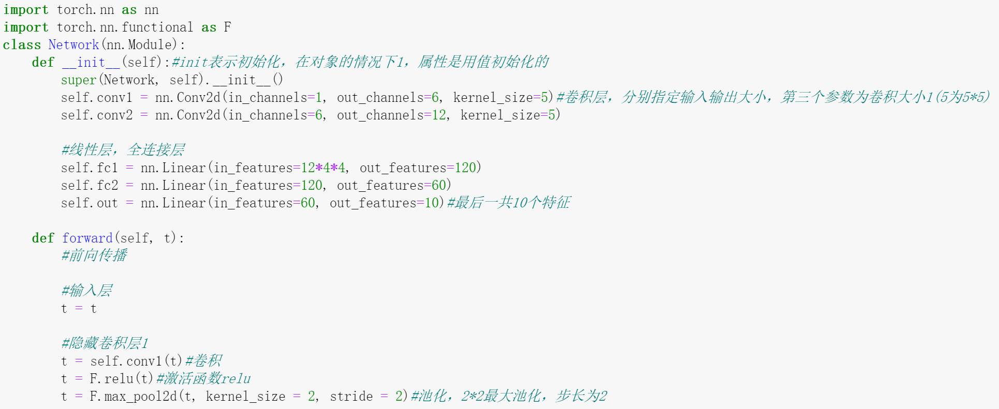 import torch.nn as nn
import torch.nn.functional as F
class Network(nn.Module):
    def __init__(self):#init表示初始化，在对象的情况下1，属性是用值初始化的
        super(Network, self).__init__()
        self.conv1 = nn.Conv2d(in_channels=1, out_channels=6, kernel_size=5)#卷积层，分别指定输入输出大小，第三个参数为卷积大小1(5为5*5)
        self.conv2 = nn.Conv2d(in_channels=6, out_channels=12, kernel_size=5)

        #线性层，全连接层
        self.fc1 = nn.Linear(in_features=12*4*4, out_features=120)
        self.fc2 = nn.Linear(in_features=120, out_features=60)
        self.out = nn.Linear(in_features=60, out_features=10)#最后一共10个特征

    def forward(self, t):
        #前向传播

        #输入层
        t = t

        #隐藏卷积层1
        t = self.conv1(t)#卷积
        t = F.relu(t)#激活函数relu
        t = F.max_pool2d(t, kernel_size = 2, stride = 2)#池化，2*2最大池化，步长为2